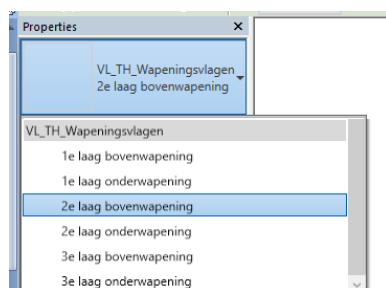 Properties
VL_TH_Wapeningsvlagen
2e laag bovenwapening
VL_TH_Wapeningsvlagen
1e laag bovenwapening
1e laag onderwapening
2e laag bovenwapening
2e laag onderwapening
3e laag bovenwapening
3e laag onderwapening